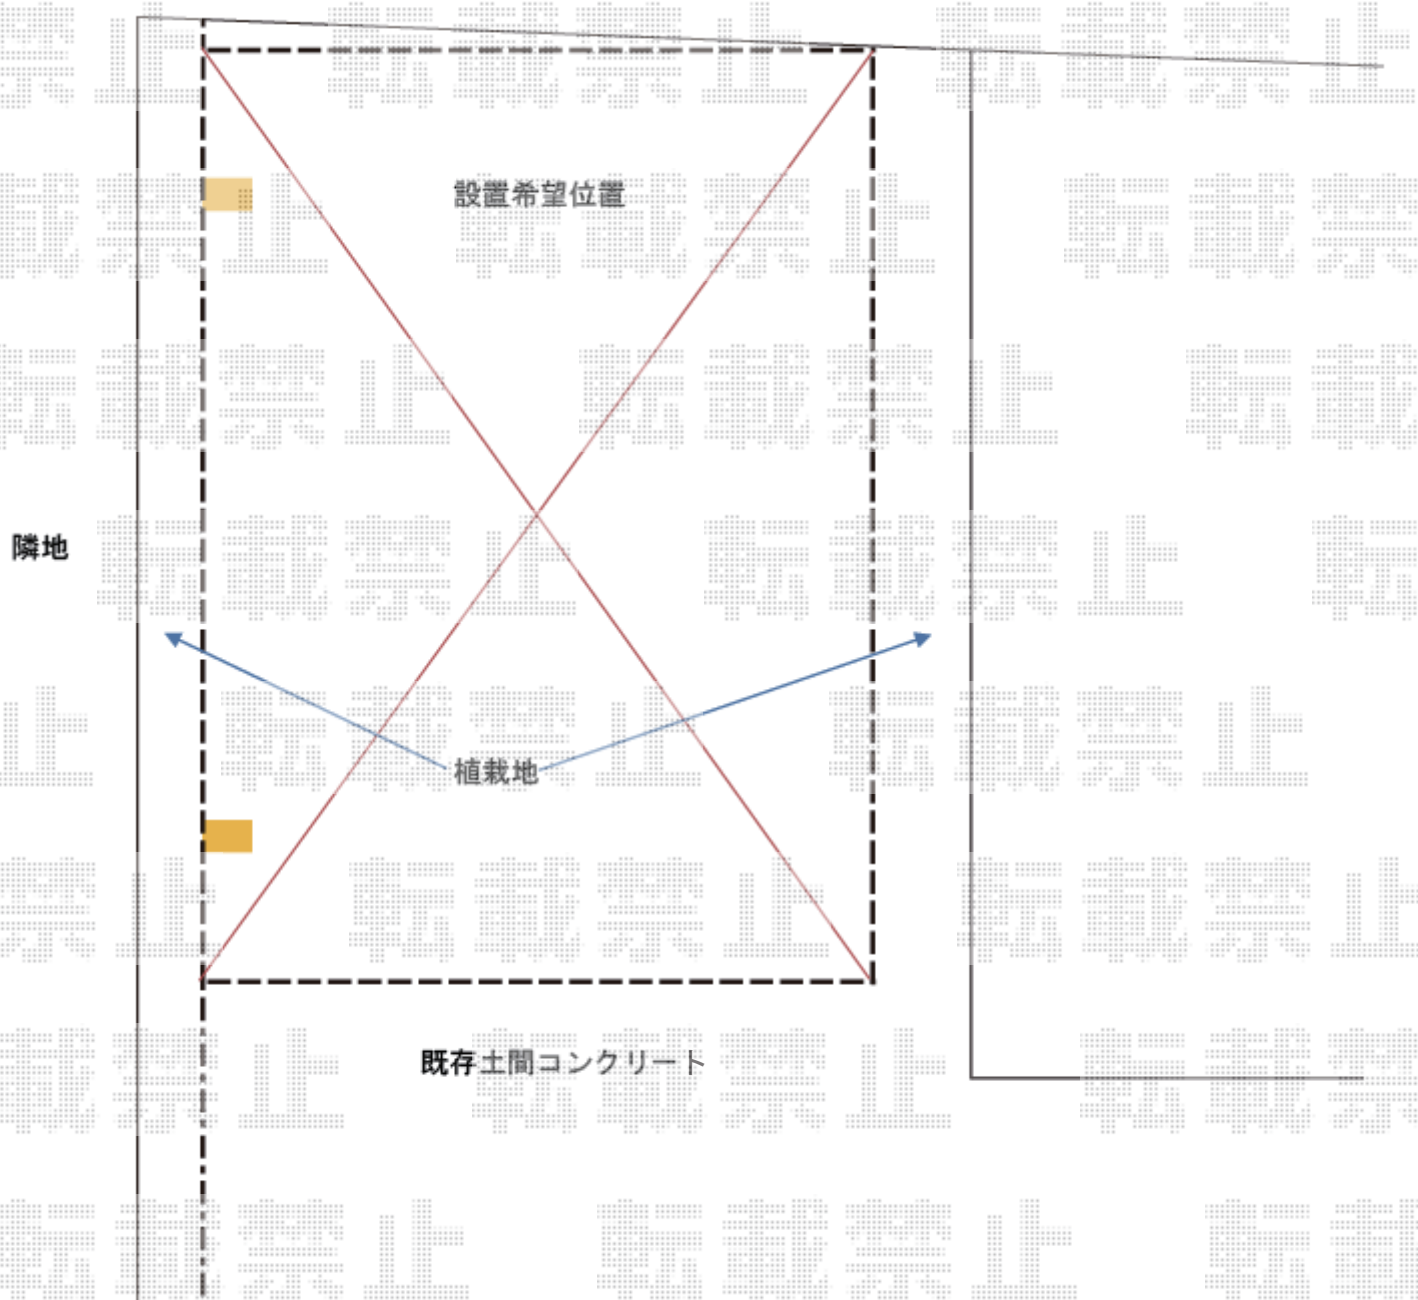 設置希望位置
隣地
植栽地
既存土間コンクリート
転載禁止